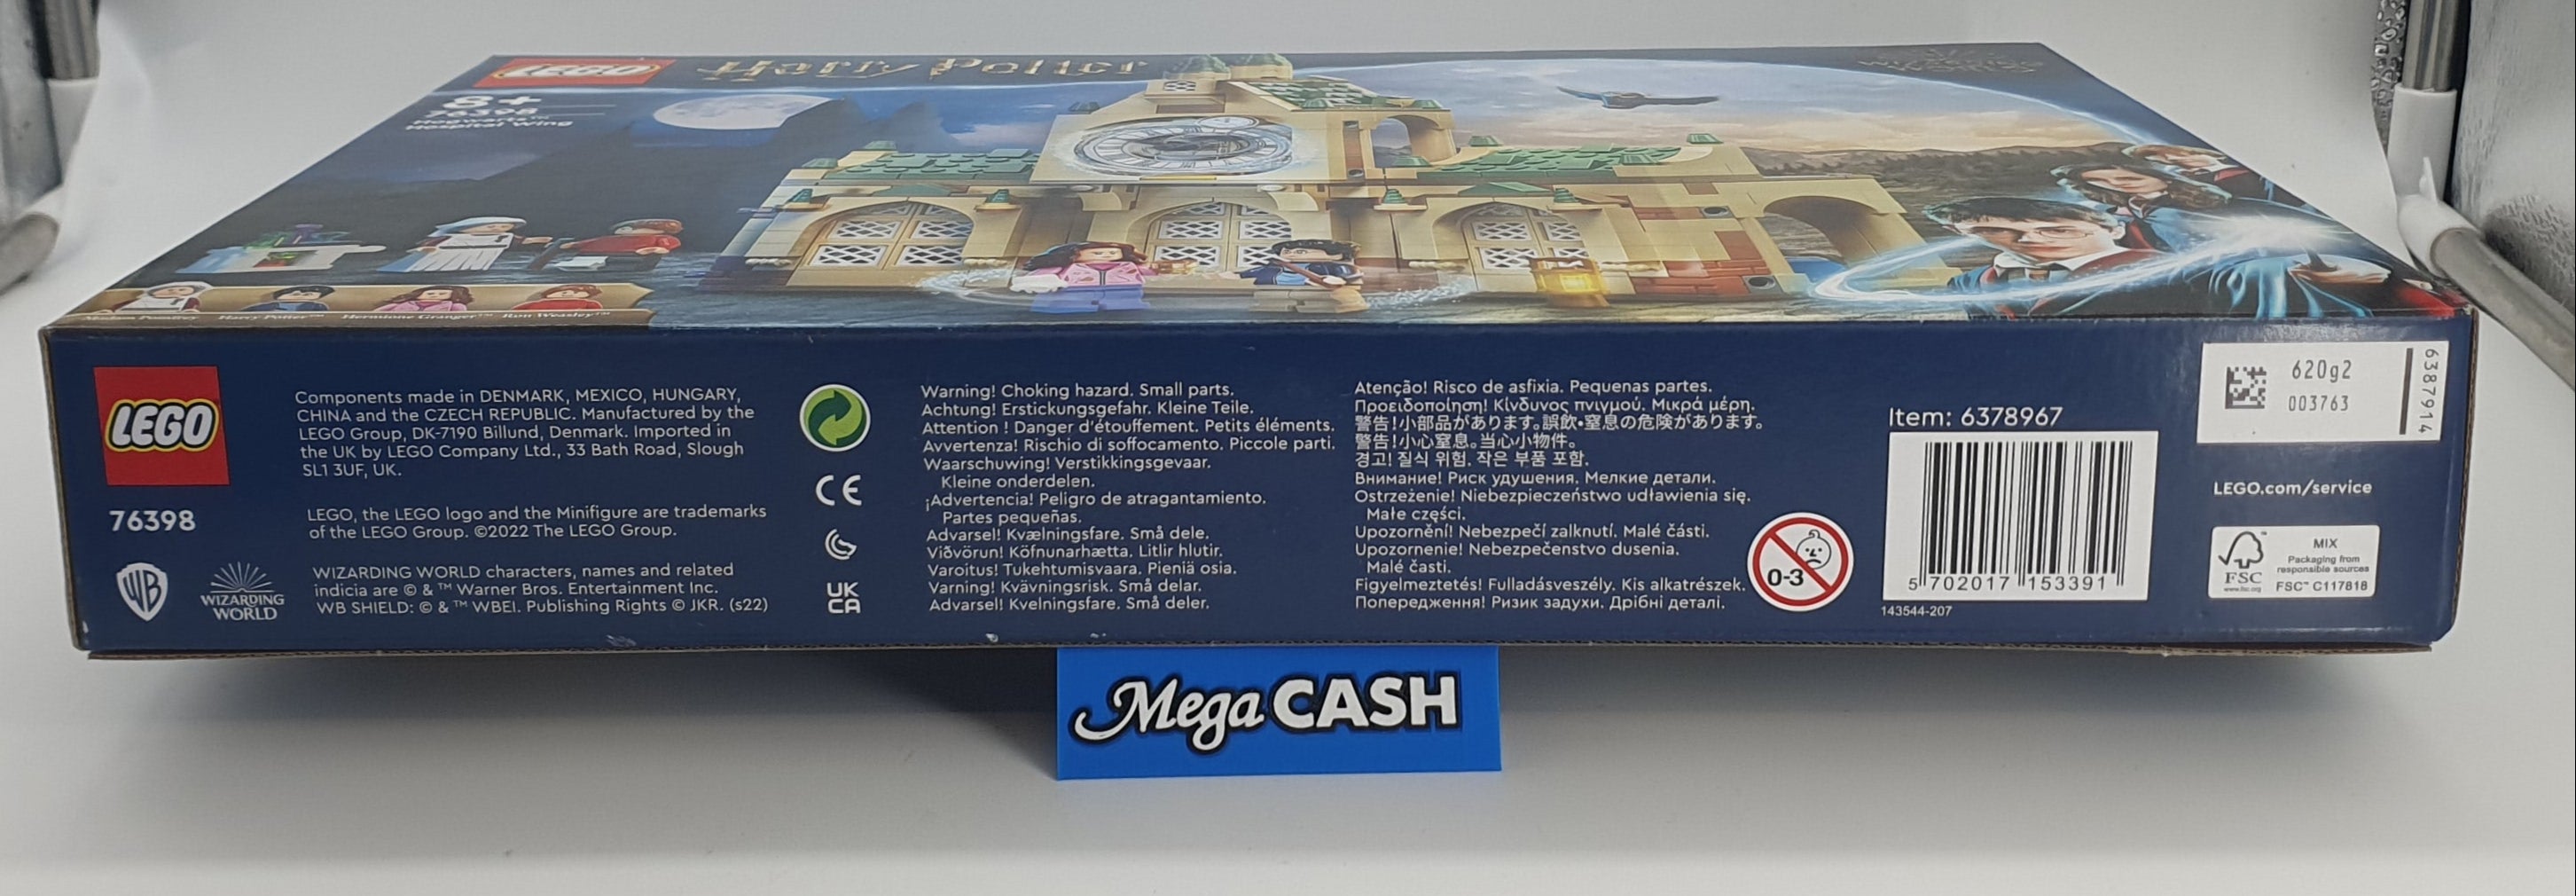 LEGO
Harry Potter
WIZARDING
WORLD
8+
76398
Hogwarts™
Hospital Wing
Madam Pomfrey
Harry Potter™
Hermione Granger™
Ron Weasley™
LEGO
76398
WB
WIZARDING
WORLD
Components made in DENMARK, MEXICO, HUNGARY,
CHINA and the CZECH REPUBLIC. Manufactured by the
LEGO Group, DK-7190 Billund, Denmark. Imported in
the UK by LEGO Company Ltd., 33 Bath Road, Slough
SL1 3UF, UK.
LEGO, the LEGO logo and the Minifigure are trademarks
of the LEGO Group. ©2022 The LEGO Group.
WIZARDING WORLD characters, names and related
indicia are © & ™ Warner Bros. Entertainment Inc.
WB SHIELD: © & ™ WBEI. Publishing Rights © JKR. (s22)
CE
UK
CA
Warning! Choking hazard. Small parts.
Achtung! Erstickungsgefahr. Kleine Teile.
Attention ! Danger d'étouffement. Petits éléments.
Avvertenza! Rischio di soffocamento. Piccole parti.
Waarschuwing! Verstikkingsgevaar.
Kleine onderdelen.
¡Advertencia! Peligro de atragantamiento.
Partes pequeñas.
Advarsel! Kvælningsfare. Små dele.
Viðvörun! Köfnunarhætta. Litlir hlutir.
Varoitus! Tukehtumisvaara. Pieniä osia.
Varning! Kvävningsrisk. Små delar.
Advarsel! Kvelningsfare. Små deler.
Atenção! Risco de asfixia. Pequenas partes.
Προειδοποίηση! Κίνδυνος πνιγμού. Μικρά μέρη.
警告!小部品があります。誤飲•窒息の危険があります。
警告!小心窒息。当心小物件。
경고! 질식 위험. 작은 부품 포함.
Внимание! Риск удушения. Мелкие детали.
Ostrzeżenie! Niebezpieczeństwo udławienia się.
Małe części.
Upozornění! Nebezpečí zalknutí. Malé části.
Upozornenie! Nebezpečenstvo dusenia.
Malé časti.
Figyelmeztetés! Fulladásveszély. Kis alkatrészek.
Попередження! Ризик задухи. Дрібні деталі.
0-3
Item: 6378967
5 702017 153391
143544-207
620g2
003763
6387914
LEGO.com/service
FSC
www.fsc.org
MIX
Packaging from
responsible sources
FSC™ C117818
Mega CASH